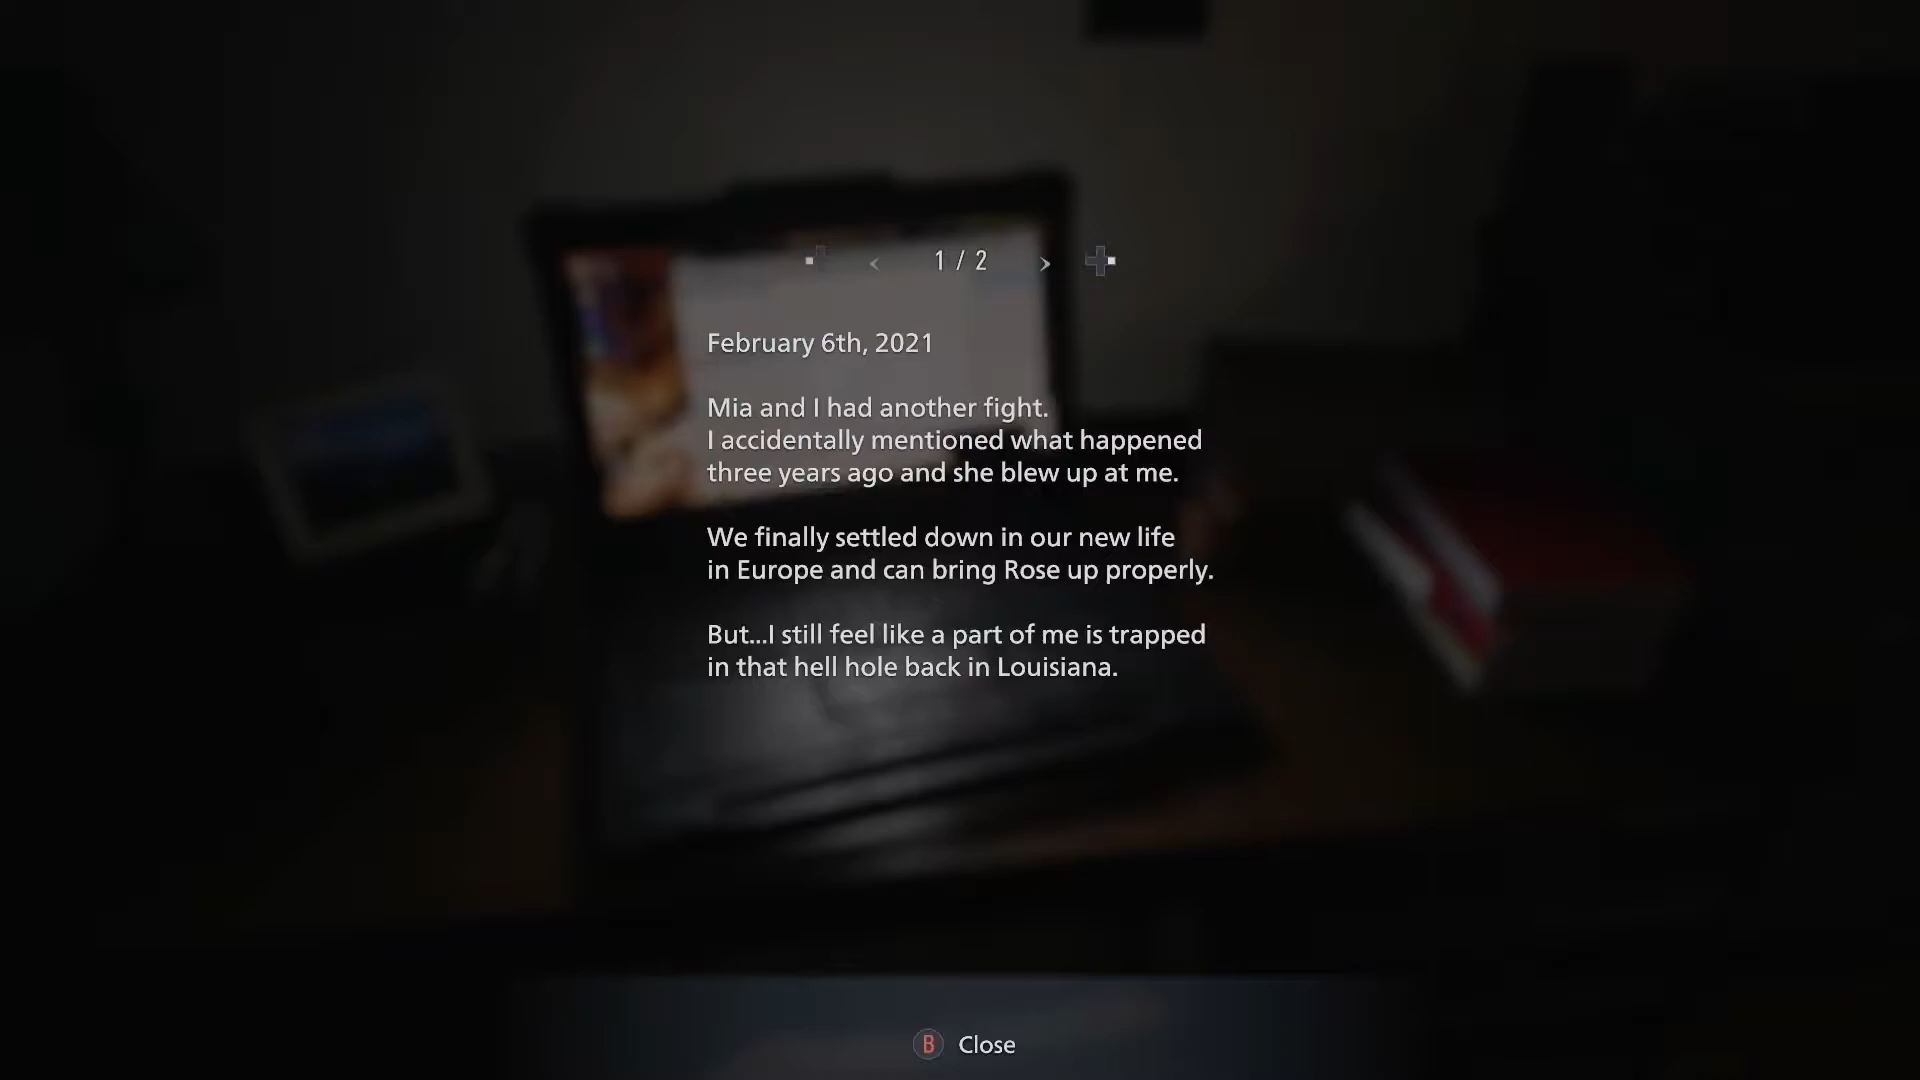 < 1 / 2 >
February 6th, 2021
Mia and I had another fight.
I accidentally mentioned what happened
three years ago and she blew up at me.
We finally settled down in our new life
in Europe and can bring Rose up properly.
But...I still feel like a part of me is trapped
in that hell hole back in Louisiana.
B Close